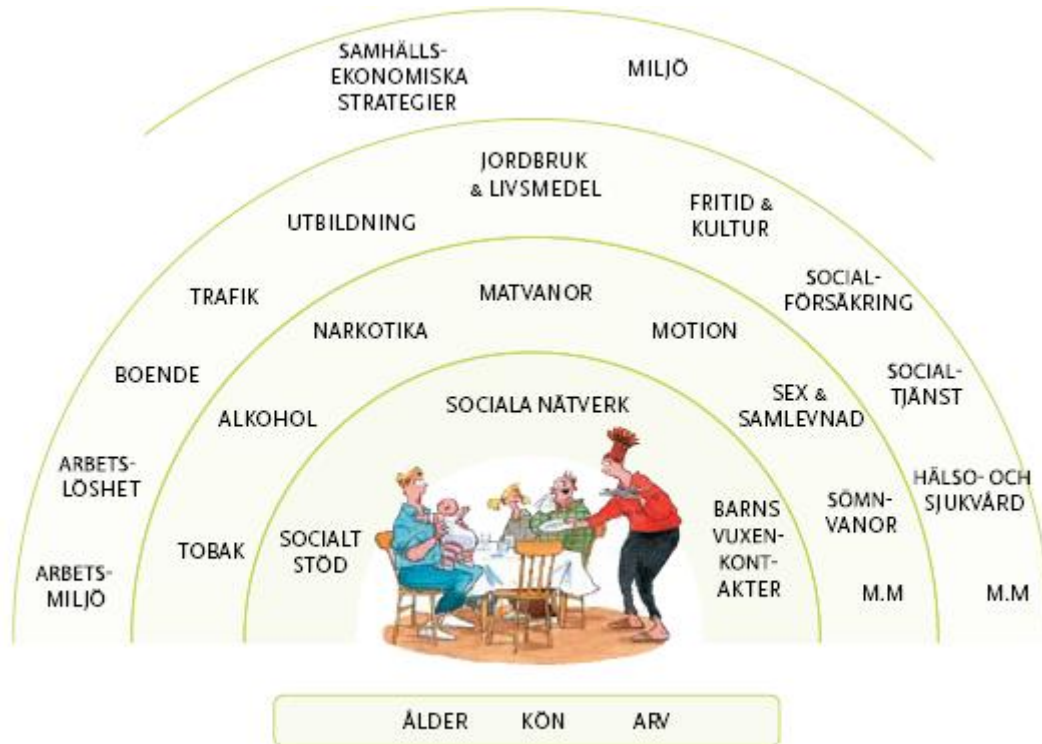 SAMHÄLLS-
EKONOMISKA
STRATEGIER
MILJÖ
JORDBRUK
& LIVSMEDEL
UTBILDNING
FRITID &
KULTUR
TRAFIK
SOCIAL-
FÖRSÄKRING
BOENDE
SOCIAL-
TJÄNST
ARBETS-
LÖSHET
HÄLSO- OCH
SJUKVÅRD
ARBETS-
MILJÖ
M.M
MATVANOR
NARKOTIKA
MOTION
ALKOHOL
SEX &
SAMLEVNAD
TOBAK
SÖMN-
VANOR
M.M
SOCIALA NÄTVERK
SOCIALT
STÖD
BARNS
VUXEN-
KONT-
AKTER
ÅLDER KÖN ARV